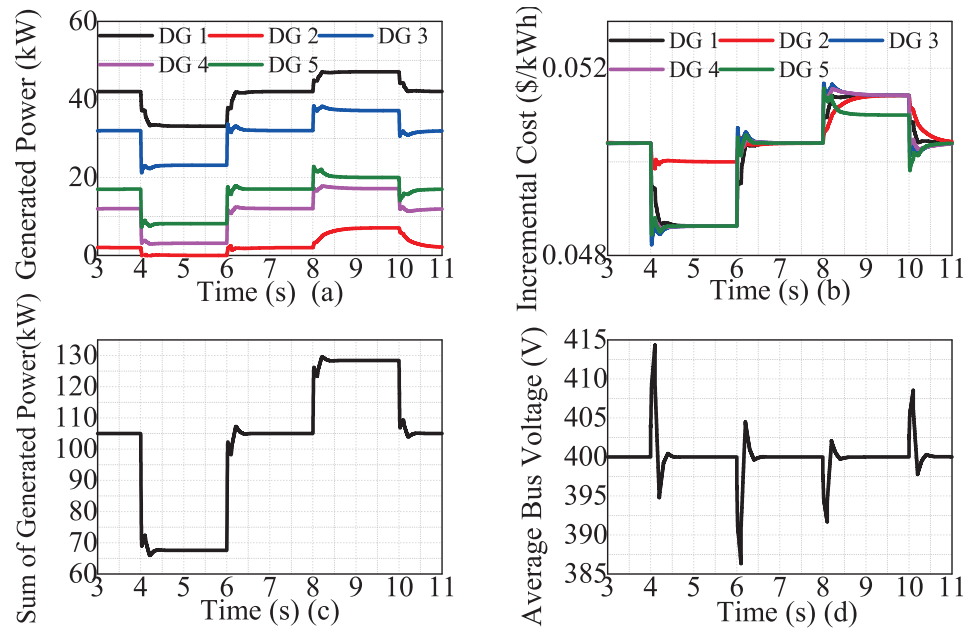 Generated Power (kW)
60
40
20
0
DG 1 DG 2 DG 3
DG 4 DG 5
3 4 5 6 7 8 9 10 11
Time (s) (a)
Incremental Cost ($/kWh)
0.052
0.048
DG 1 DG 2 DG 3
DG 4 DG 5
3 4 5 6 7 8 9 10 11
Time (s) (b)
Sum of Generated Power(kW)
130
120
110
100
90
80
70
60
3 4 5 6 7 8 9 10 11
Time (s) (c)
Average Bus Voltage (V)
415
410
405
400
395
390
385
3 4 5 6 7 8 9 10 11
Time (s) (d)